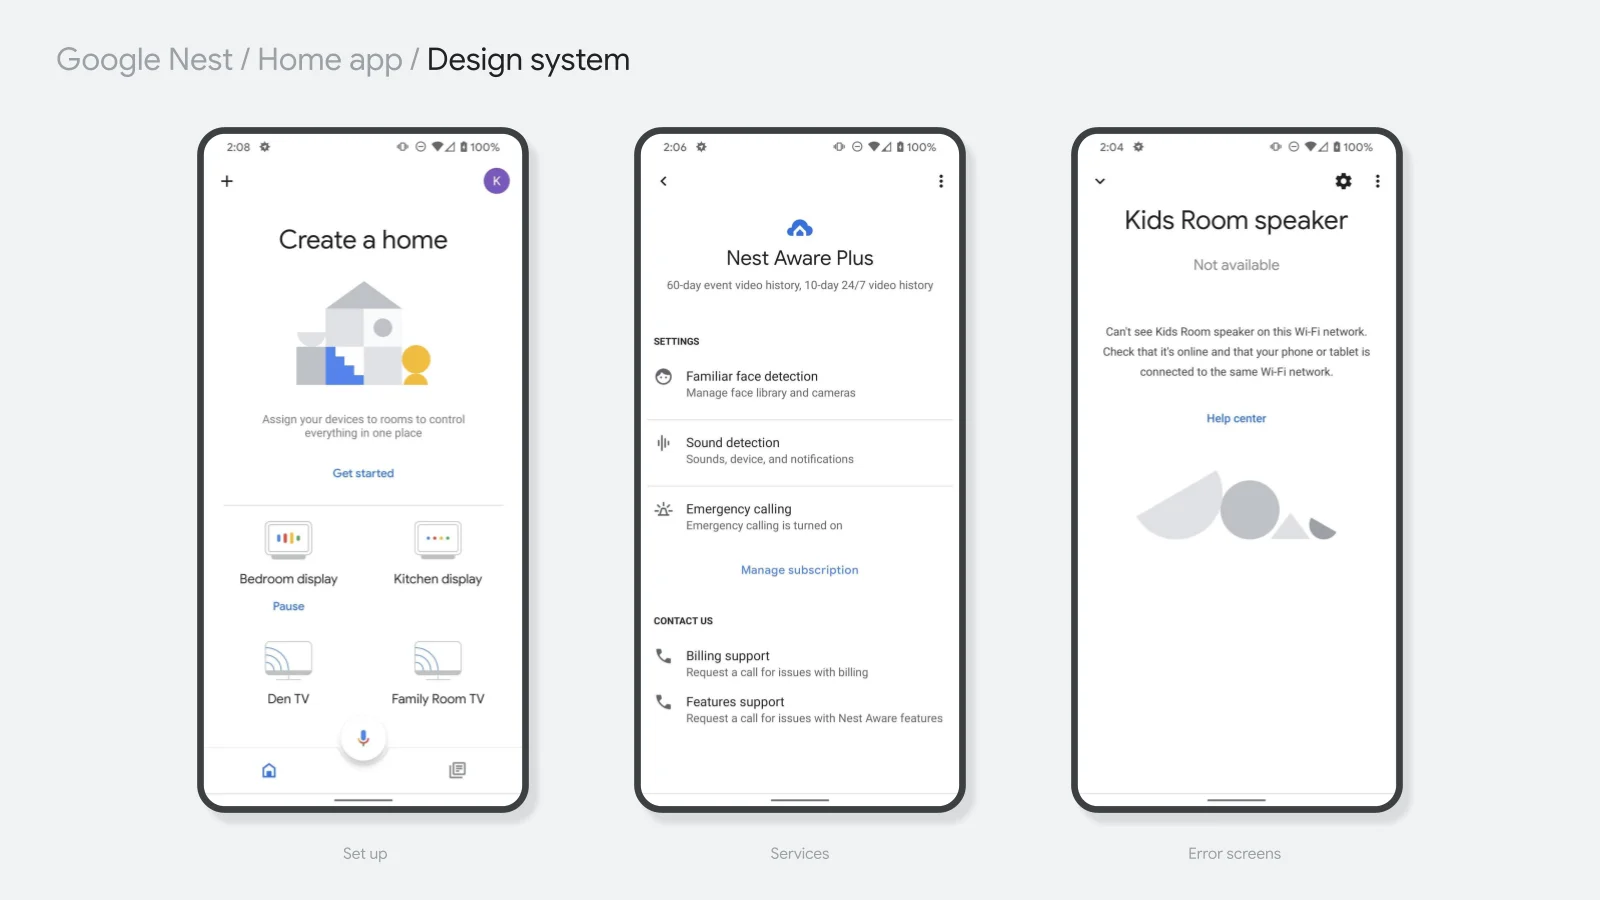 Google Nest / Home app / Design system
2:08
100%
K
Create a home
Assign your devices to rooms to control
everything in one place
Get started
Bedroom display
Kitchen display
Pause
Den TV
Family Room TV
Set up
2:06
100%
Nest Aware Plus
60-day event video history, 10-day 24/7 video history
SETTINGS
Familiar face detection
Manage face library and cameras
Sound detection
Sounds, device, and notifications
Emergency calling
Emergency calling is turned on
Manage subscription
CONTACT US
Billing support
Request a call for issues with billing
Features support
Request a call for issues with Nest Aware features
Services
2:04
100%
Kids Room speaker
Not available
Can't see Kids Room speaker on this Wi-Fi network.
Check that it's online and that your phone or tablet is
connected to the same Wi-Fi network.
Help center
Error screens